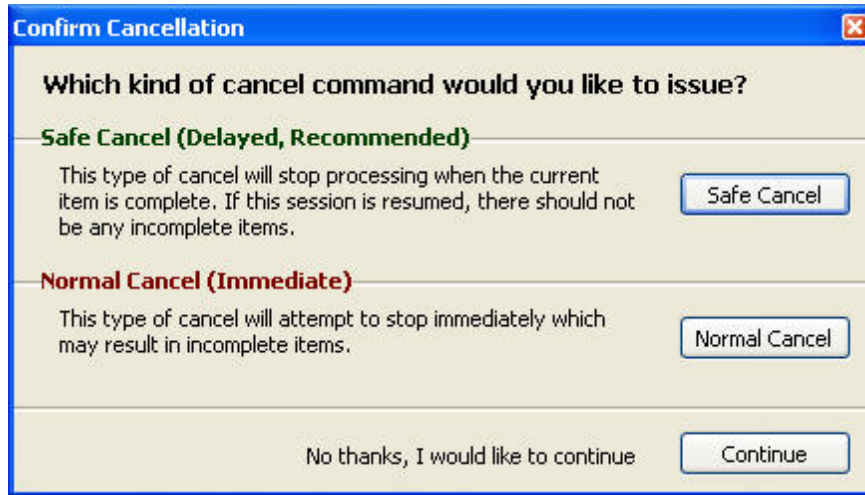 Confirm Cancellation
Which kind of cancel command would you like to issue?
Safe Cancel (Delayed, Recommended)
This type of cancel will stop processing when the current
item is complete. If this session is resumed, there should not
be any incomplete items.
Safe Cancel
Normal Cancel (Immediate)
This type of cancel will attempt to stop immediately which
may result in incomplete items.
Normal Cancel
No thanks, I would like to continue
Continue